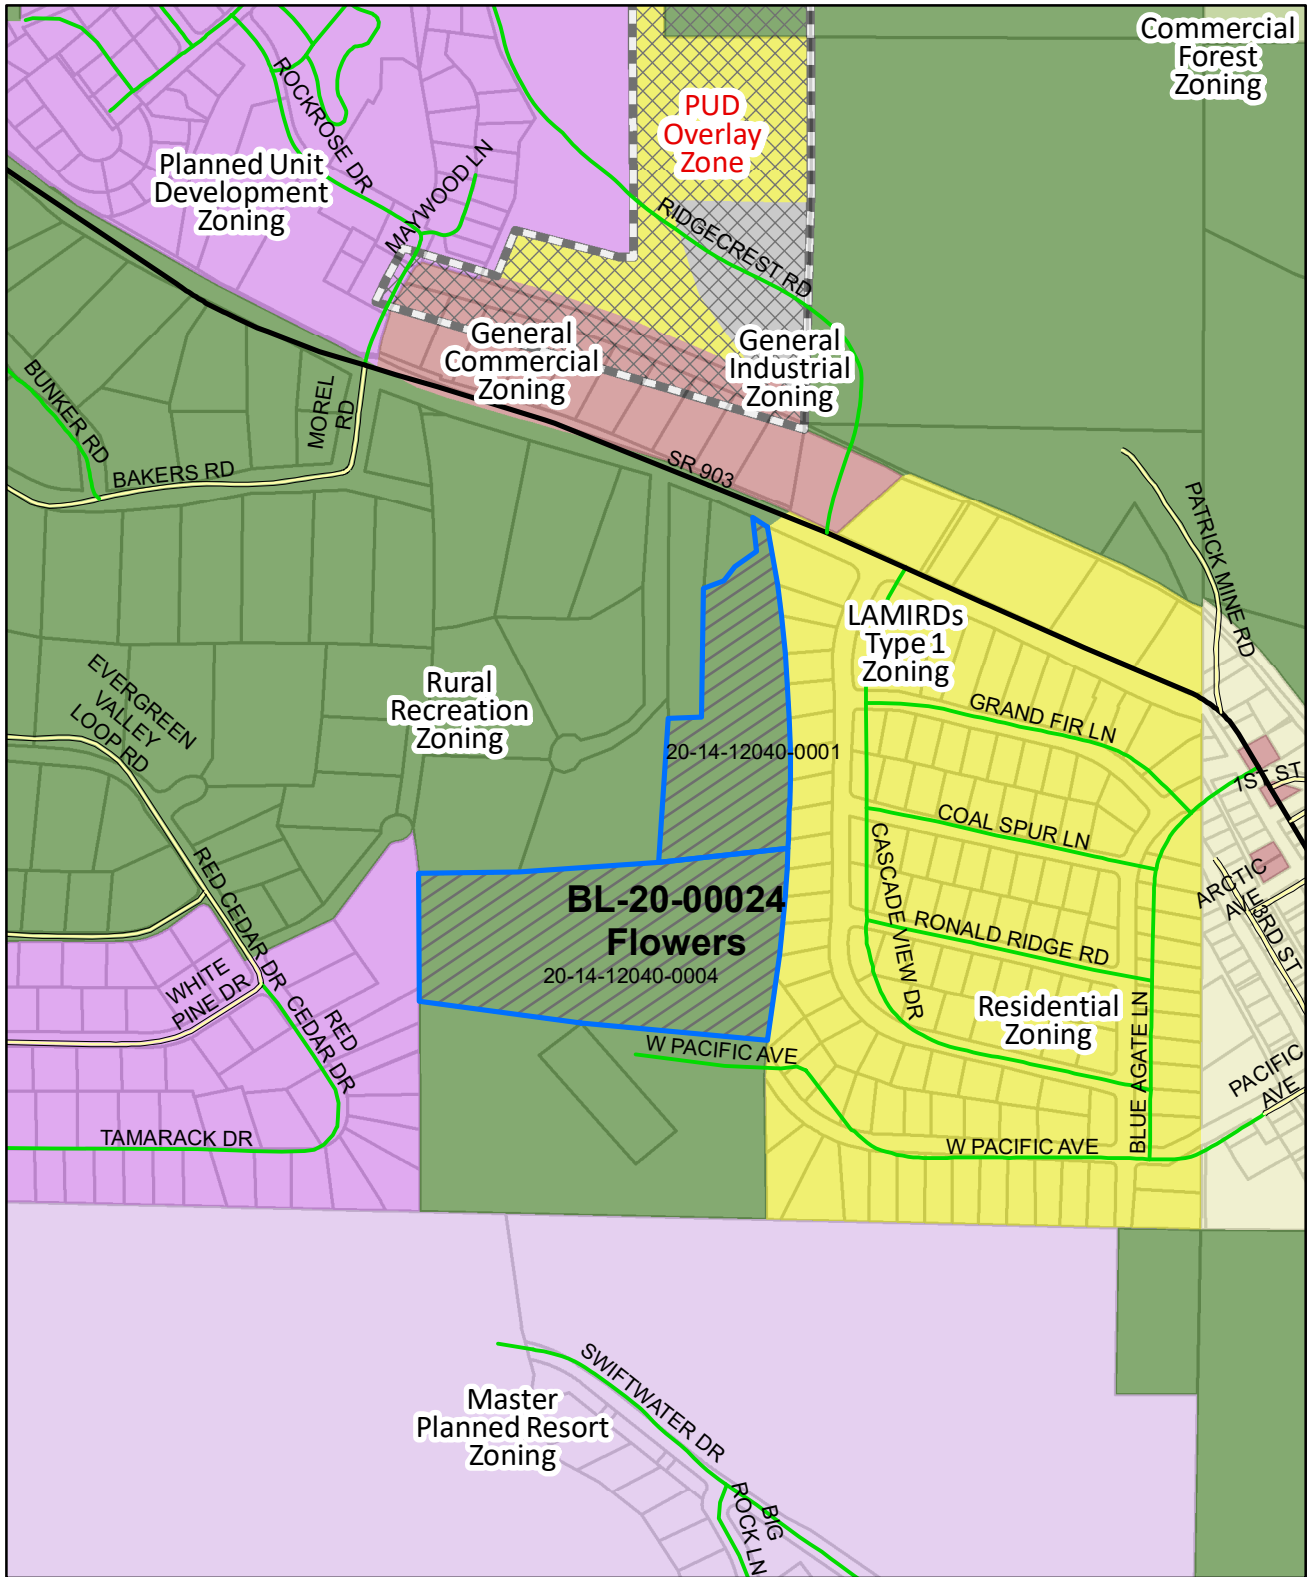 Commercial
Forest
Zoning
PUD
Overlay
Zone
ROCKROSE DR
Planned Unit
Development
Zoning
MAYWOOD LN
RIDGECREST RD
General
Commercial
Zoning
General
Industrial
Zoning
BUNKER RD
MOREL
RD
BAKERS RD
SR 903
PATRICK MINE RD
LAMIRDs
Type 1
Zoning
EVERGREEN
VALLEY
LOOP RD
Rural
Recreation
Zoning
GRAND FIR LN
20-14-12040-0001
1ST ST
COAL SPUR LN
CASCADE VIEW DR
RED CEDAR DR
ARCTIC
AVE
3RD ST
BL-20-00024
Flowers
20-14-12040-0004
RONALD RIDGE RD
WHITE
PINE DR
RED
CEDAR DR
Residential
Zoning
BLUE AGATE LN
W PACIFIC AVE
PACIFIC
AVE
TAMARACK DR
W PACIFIC AVE
SWIFTWATER DR
Master
Planned Resort
Zoning
BIG
ROCK LN